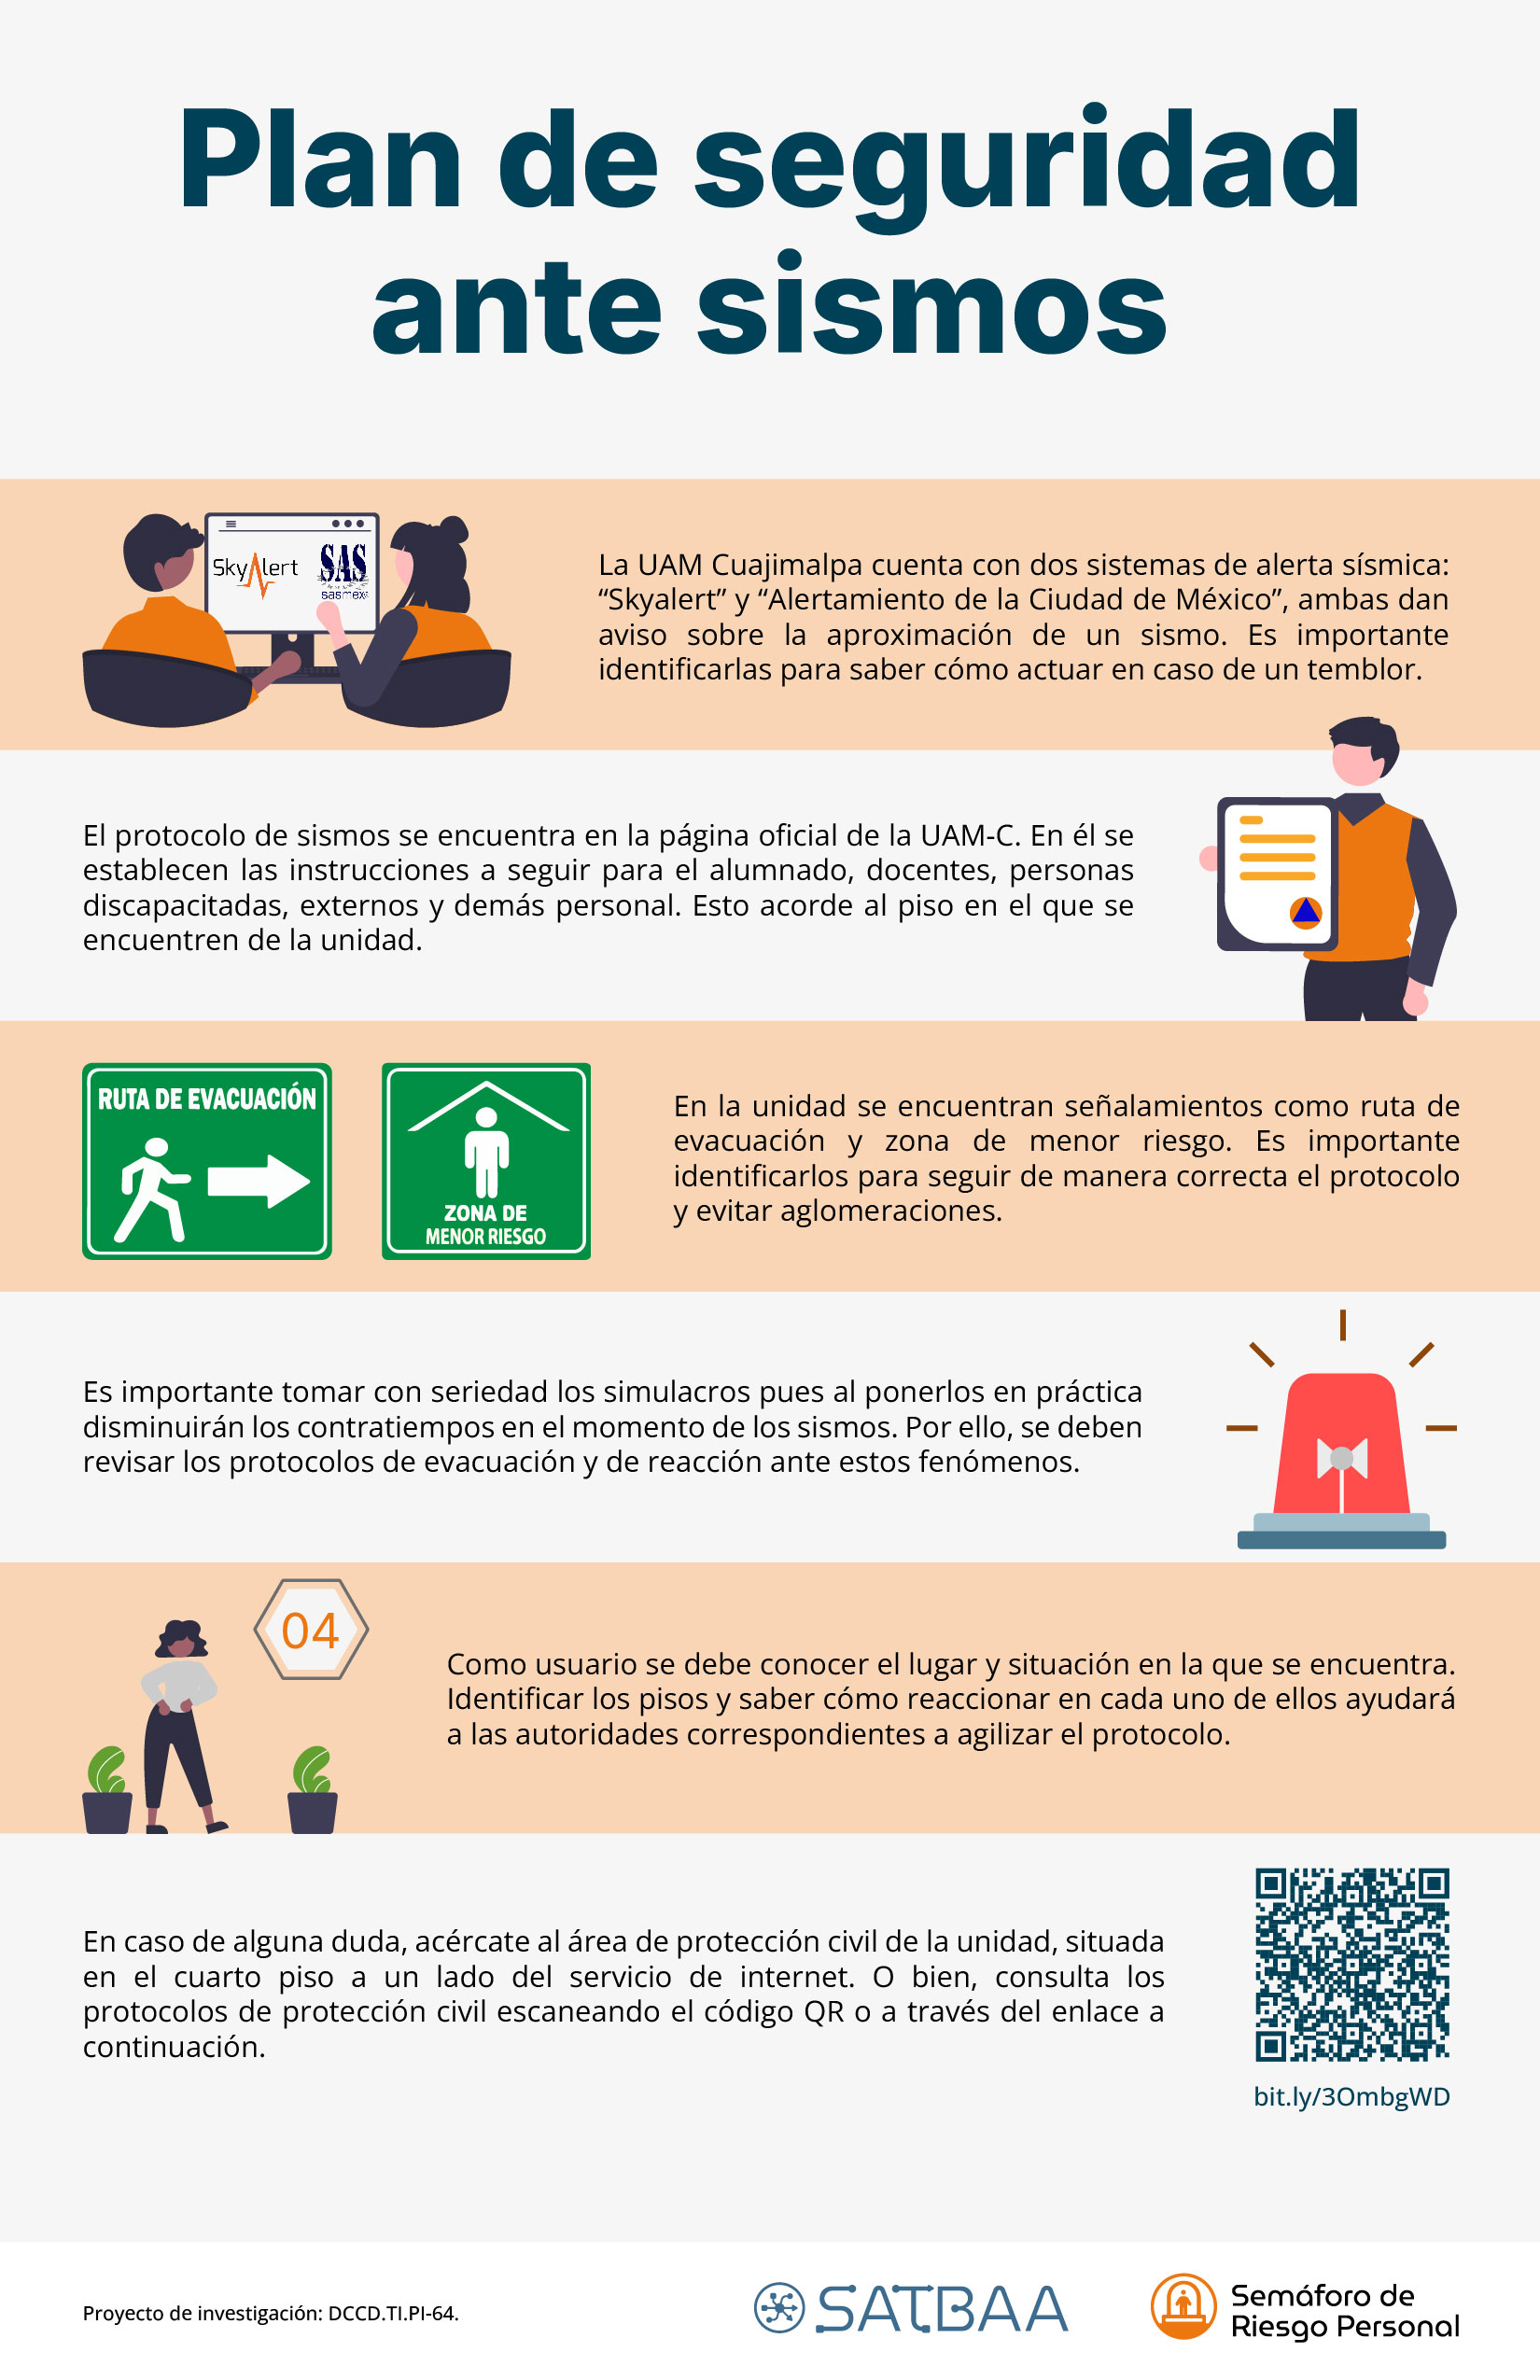 Plan de seguridad
ante sismos
SkyAlert
SAS
sasmex
La UAM Cuajimalpa cuenta con dos sistemas de alerta sísmica:
“Skyalert” y “Alertamiento de la Ciudad de México”, ambas dan
aviso sobre la aproximación de un sismo. Es importante
identificarlas para saber cómo actuar en caso de un temblor.
El protocolo de sismos se encuentra en la página oficial de la UAM-C. En él se
establecen las instrucciones a seguir para el alumnado, docentes, personas
discapacitadas, externos y demás personal. Esto acorde al piso en el que se
encuentren de la unidad.
RUTA DE EVACUACIÓN
ZONA DE
MENOR RIESGO
En la unidad se encuentran señalamientos como ruta de
evacuación y zona de menor riesgo. Es importante
identificarlos para seguir de manera correcta el protocolo
y evitar aglomeraciones.
Es importante tomar con seriedad los simulacros pues al ponerlos en práctica
disminuirán los contratiempos en el momento de los sismos. Por ello, se deben
revisar los protocolos de evacuación y de reacción ante estos fenómenos.
04
Como usuario se debe conocer el lugar y situación en la que se encuentra.
Identificar los pisos y saber cómo reaccionar en cada uno de ellos ayudará
a las autoridades correspondientes a agilizar el protocolo.
En caso de alguna duda, acércate al área de protección civil de la unidad, situada
en el cuarto piso a un lado del servicio de internet. O bien, consulta los
protocolos de protección civil escaneando el código QR o a través del enlace a
continuación.
bit.ly/3OmbgWD
Proyecto de investigación: DCCD.TI.PI-64.
SATBAA
Semáforo de
Riesgo Personal